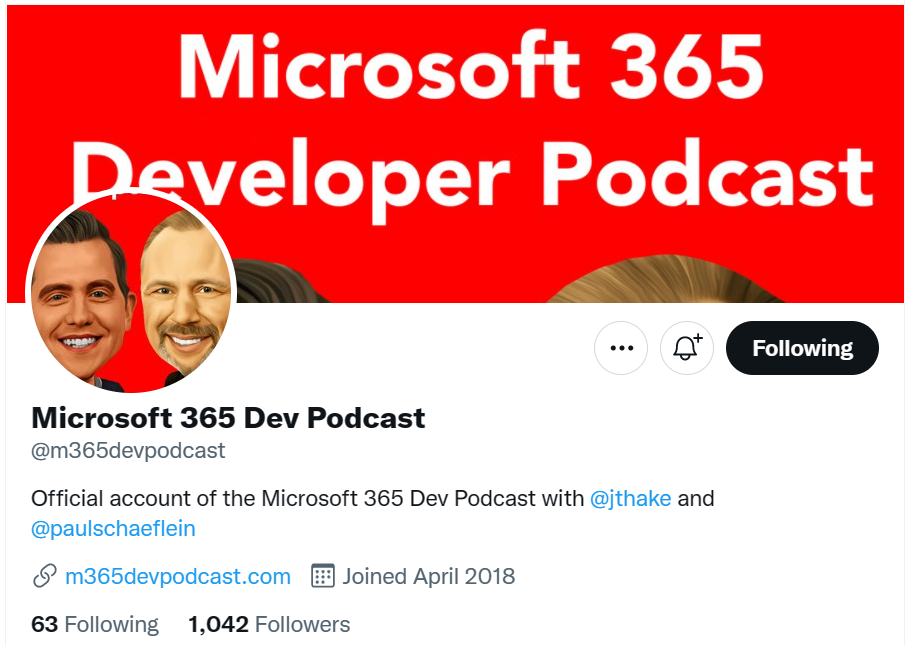 Microsoft 365
Developer Podcast
Following
Microsoft 365 Dev Podcast
@m365devpodcast
Official account of the Microsoft 365 Dev Podcast with @jthake and
@paulschaeflein
m365devpodcast.com Joined April 2018
63 Following 1,042 Followers